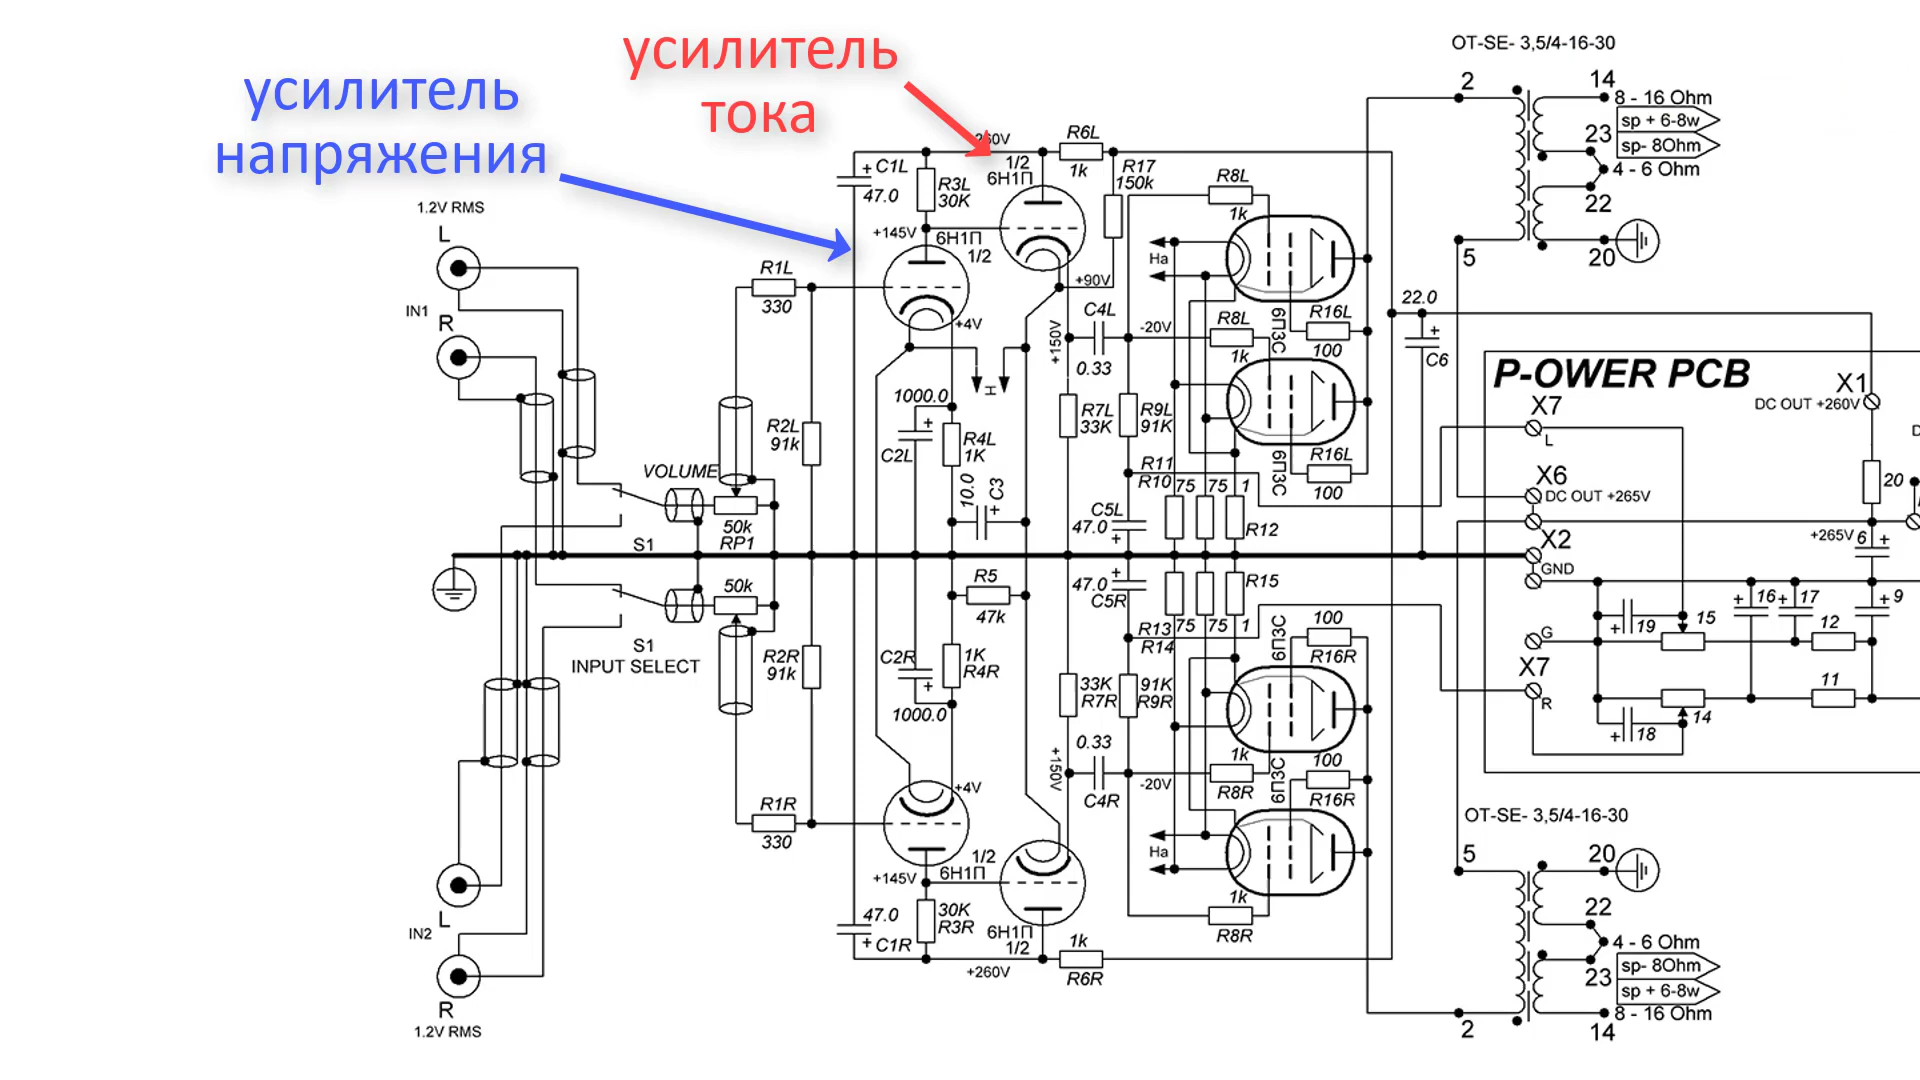 усилитель
напряжения
усилитель
тока
OT-SE- 3,5/4-16-30
2
14
8 - 16 Ohm
sp + 6-8w
23
sp- 8Ohm
4 - 6 Ohm
22
5
20
1.2V RMS
L
IN1
R
R1L
330
R2L
91k
VOLUME
50k
RP1
S1
50k
S1
INPUT SELECT
R2R
91k
R1R
330
L
IN2
R
1.2V RMS
+ C1L
47.0
R3L
30K
+145V
6Н1П
1/2
+4V
1/2
6Н1П
R6L
1k
R17
150k
+90V
H
1000.0
+
C2L
R4L
1K
10.0
C3
+
R5
47k
C2R
+
1K
R4R
1000.0
+4V
+145V
1/2
6Н1П
47.0
+ C1R
30K
R3R
6Н1П
1/2
+260V
1k
R6R
+150V
C4L
0.33
-20V
R7L
33K
R9L
91K
R11
R10
75
75
1
C5L
47.0
+
R12
+
47.0
C5R
R15
R13
R14
75
75
1
33K
R7R
91K
R9R
+150V
0.33
C4R
-20V
R8L
1k
Ha
R8L
1k
6П3С
R16L
100
6П3С
R16L
100
6П3С
100
R16R
1k
R8R
6П3С
100
R16R
Ha
1k
R8R
22.0
+
C6
P-OWER PCB
X1
DC OUT +260V
X7
L
X6
DC OUT +265V
X2
GND
G
X7
R
20
+265V
6
+
+
19
15
+
16
+
17
12
+
9
11
14
+
18
OT-SE- 3,5/4-16-30
5
20
22
4 - 6 Ohm
sp- 8Ohm
23
sp + 6-8w
8 - 16 Ohm
2
14